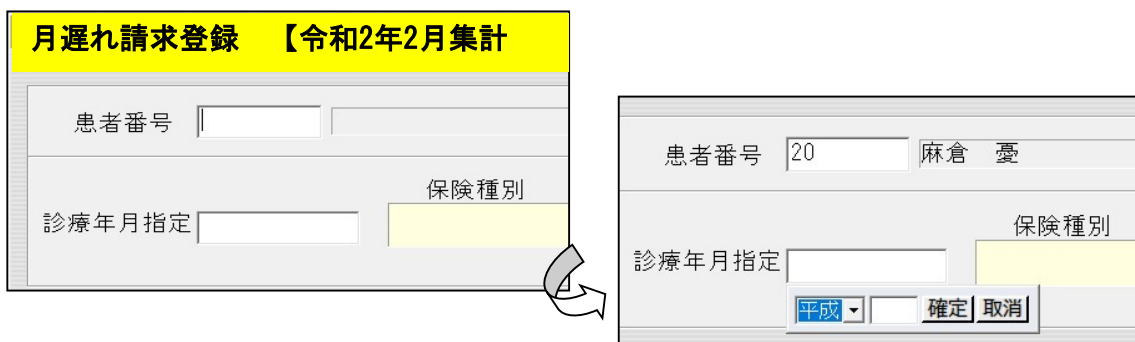 月遅れ請求登録 【令和2年2月集計
患者番号
保険種別
診療年月指定
患者番号 20 麻倉 憂
保険種別
診療年月指定
平成 確定 取消